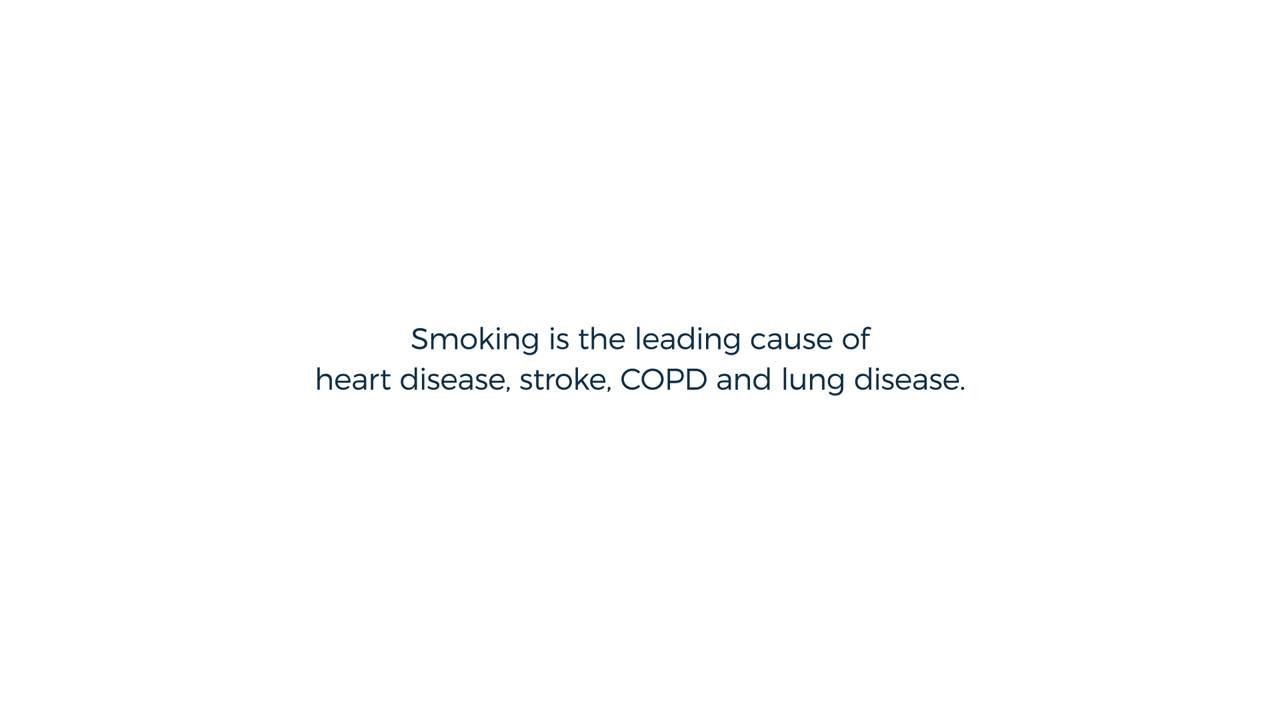 Smoking is the leading cause of
heart disease, stroke, COPD and lung disease.